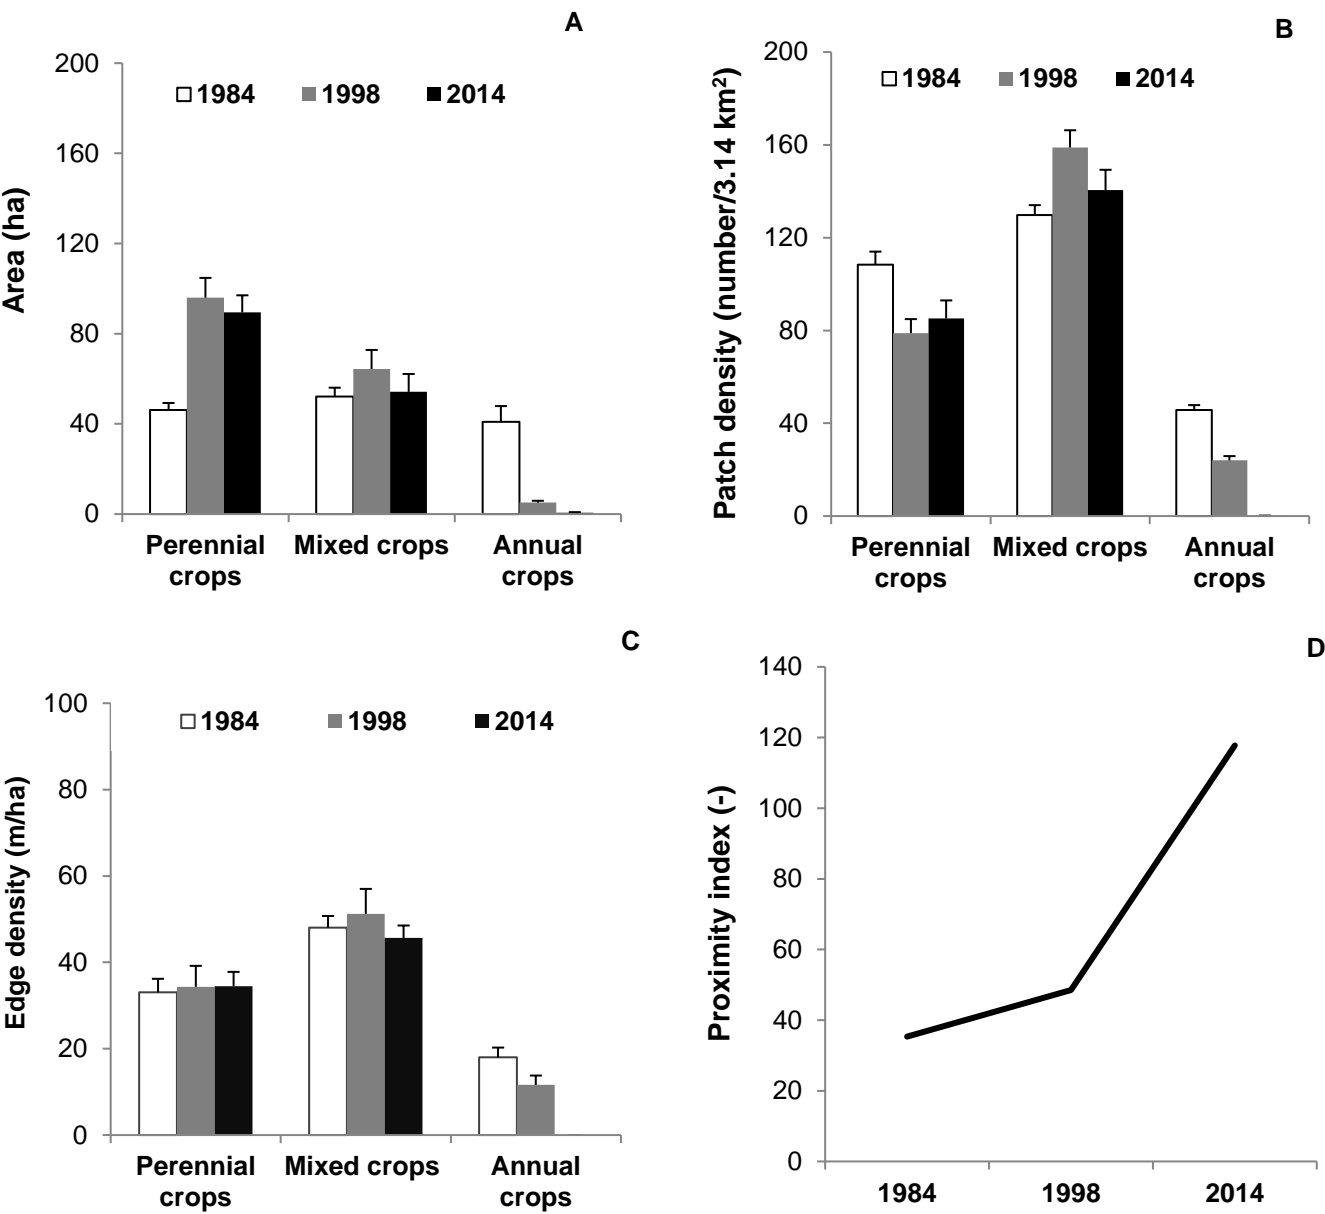 A
200
160
120
80
40
0
Area (ha)
1984 1998 2014
Perennial crops
Mixed crops
Annual crops
B
200
160
120
80
40
0
Patch density (number/3.14 km²)
1984 1998 2014
Perennial crops
Mixed crops
Annual crops
C
100
80
60
40
20
0
Edge density (m/ha)
1984 1998 2014
Perennial crops
Mixed crops
Annual crops
D
140
120
100
80
60
40
20
0
Proximity index (-)
1984 1998 2014